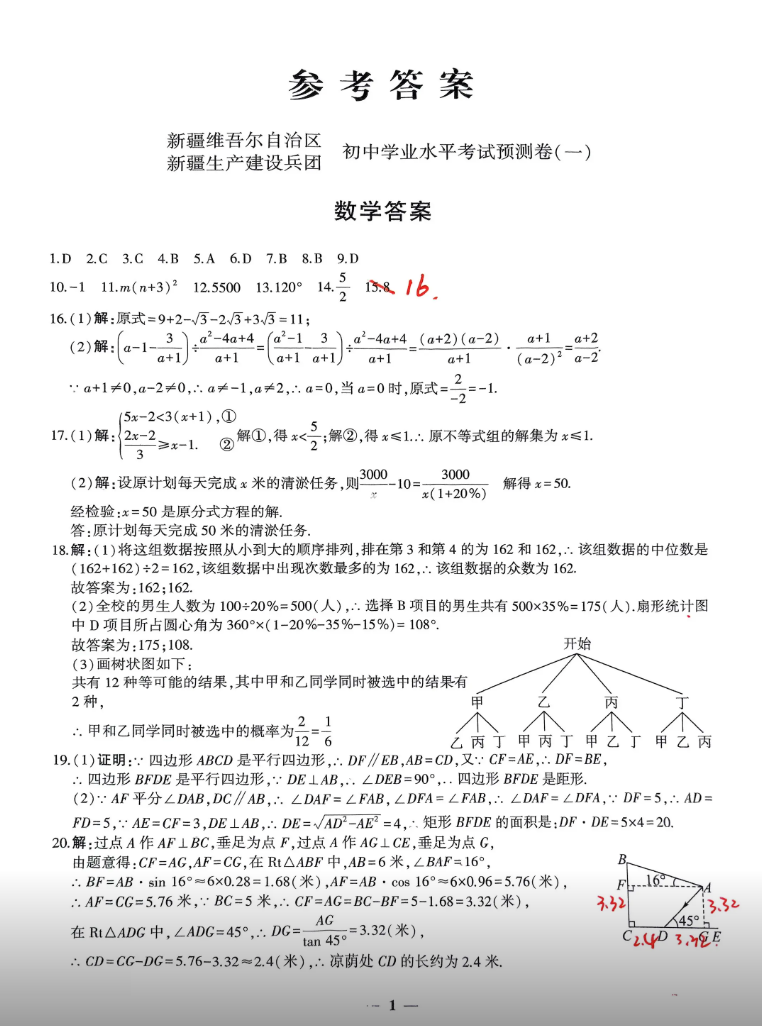 参考答案
新疆维吾尔自治区
新疆生产建设兵团
初中学业水平考试预测卷(一)
数学答案
1.D 2.C 3.C 4.B 5.A 6.D 7.B 8.B 9.D
10.-1 11.m(n+3)² 12.5500 13.120° 14.5/2 15.8 16.
16.(1)解:原式=9+2-√3-2√3+3√3=11;
(2)解:(a-1-3/(a+1))÷(a²-4a+4)/(a+1)=((a²-1)/(a+1)-3/(a+1))÷(a²-4a+4)/(a+1)=(a+2)(a-2)/(a+1)·(a+1)/(a-2)²=(a+2)/(a-2).
∵a+1≠0,a-2≠0,∴a≠-1,a≠2,∴a=0,当a=0时,原式=2/-2=-1.
17.(1)解:{5x-2<3(x+1),① (2x-2)/3≥x-1. ② 解①,得x<5/2;解②,得x≤1.∴原不等式组的解集为x≤1.
(2)解:设原计划每天完成x米的清淤任务,则3000/x-10=3000/x(1+20%) 解得x=50.
经检验:x=50是原分式方程的解.
答:原计划每天完成50米的清淤任务.
18.解:(1)将这组数据按照从小到大的顺序排列,排在第3和第4的为162和162,∴该组数据的中位数是
(162+162)÷2=162,该组数据中出现次数最多的为162,∴该组数据的众数为162.
故答案为:162;162.
(2)全校的男生人数为100÷20%=500(人),∴选择B项目的男生共有500×35%=175(人).扇形统计图
中D项目所占圆心角为360°×(1-20%-35%-15%)=108°.
故答案为:175;108.
(3)画树状图如下:
共有12种等可能的结果,其中甲和乙同学同时被选中的结果有
2种,
∴甲和乙同学同时被选中的概率为2/12=1/6
开始
甲 乙 丙 丁
乙丙丁 甲丙丁 甲乙丁 甲乙丙
19.(1)证明:∵四边形ABCD是平行四边形,∴DF∥EB,AB=CD,又∵CF=AE,∴DF=BE,
∴四边形BFDE是平行四边形,∵DE⊥AB,∴∠DEB=90°,∴四边形BFDE是矩形.
(2)∵AF平分∠DAB,DC∥AB,∴∠DAF=∠FAB,∠DFA=∠FAB,∴∠DAF=∠DFA,∵DF=5,∴AD=
FD=5,∵AE=CF=3,DE⊥AB,∴DE=√(AD²-AE²)=4,∴矩形BFDE的面积是:DF·DE=5×4=20.
20.解:过点A作AF⊥BC,垂足为点F,过点A作AG⊥CE,垂足为点G,
由题意得:CF=AG,AF=CG,在Rt△ABF中,AB=6米,∠BAF=16°,
∴BF=AB·sin 16°≈6×0.28=1.68(米),AF=AB·cos 16°≈6×0.96=5.76(米),
∴AF=CG=5.76米,∵BC=5米,∴CF=AG=BC-BF=5-1.68=3.32(米),
在Rt△ADG中,∠ADG=45°,∴DG=AG/tan 45°=3.32(米),
∴CD=CG-DG=5.76-3.32≈2.4(米),∴凉荫处CD的长约为2.4米.
B
F 16° A
3.32 3.32
45°
C D G E
2.4 3.32
— 1 —